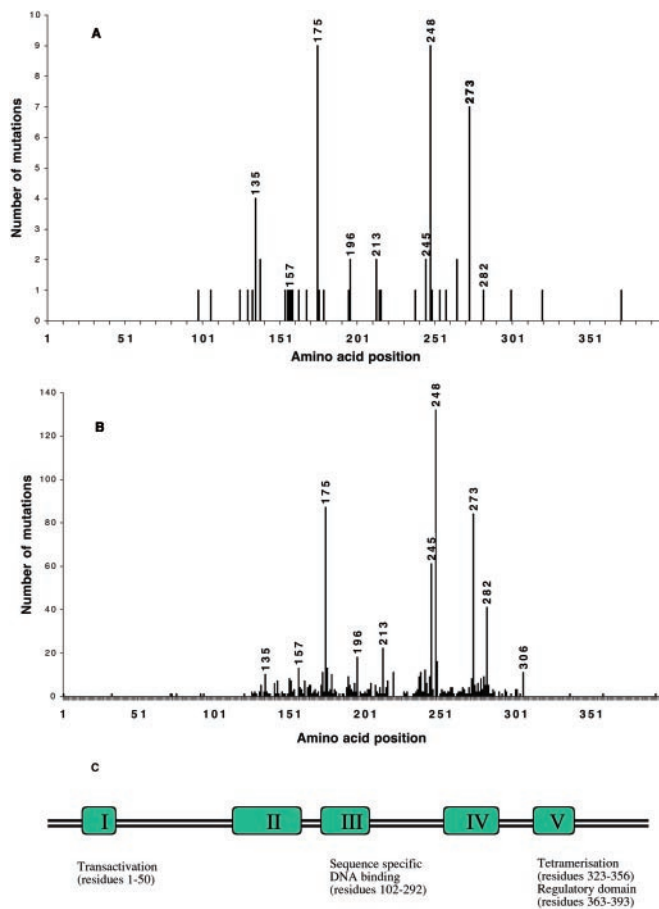 A
Number of mutations
10
9
8
7
6
5
4
3
2
1
0
135
157
175
196
213
245
248
273
282
1 51 101 151 201 251 301 351
Amino acid position
B
Number of mutations
140
120
100
80
60
40
20
0
135
157
175
196
213
245
248
273
282
306
1 51 101 151 201 251 301 351
Amino acid position
C
I II III IV V
Transactivation
(residues 1-50)
Sequence specific
DNA binding
(residues 102-292)
Tetramerisation
(residues 323-356)
Regulatory domain
(residues 363-393)